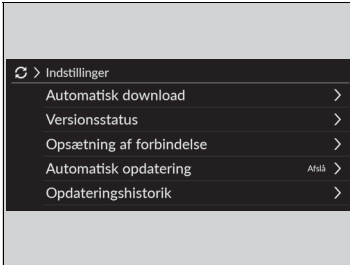 Indstillinger
Automatisk download
Versionsstatus
Opsætning af forbindelse
Automatisk opdatering Afslå
Opdateringshistorik